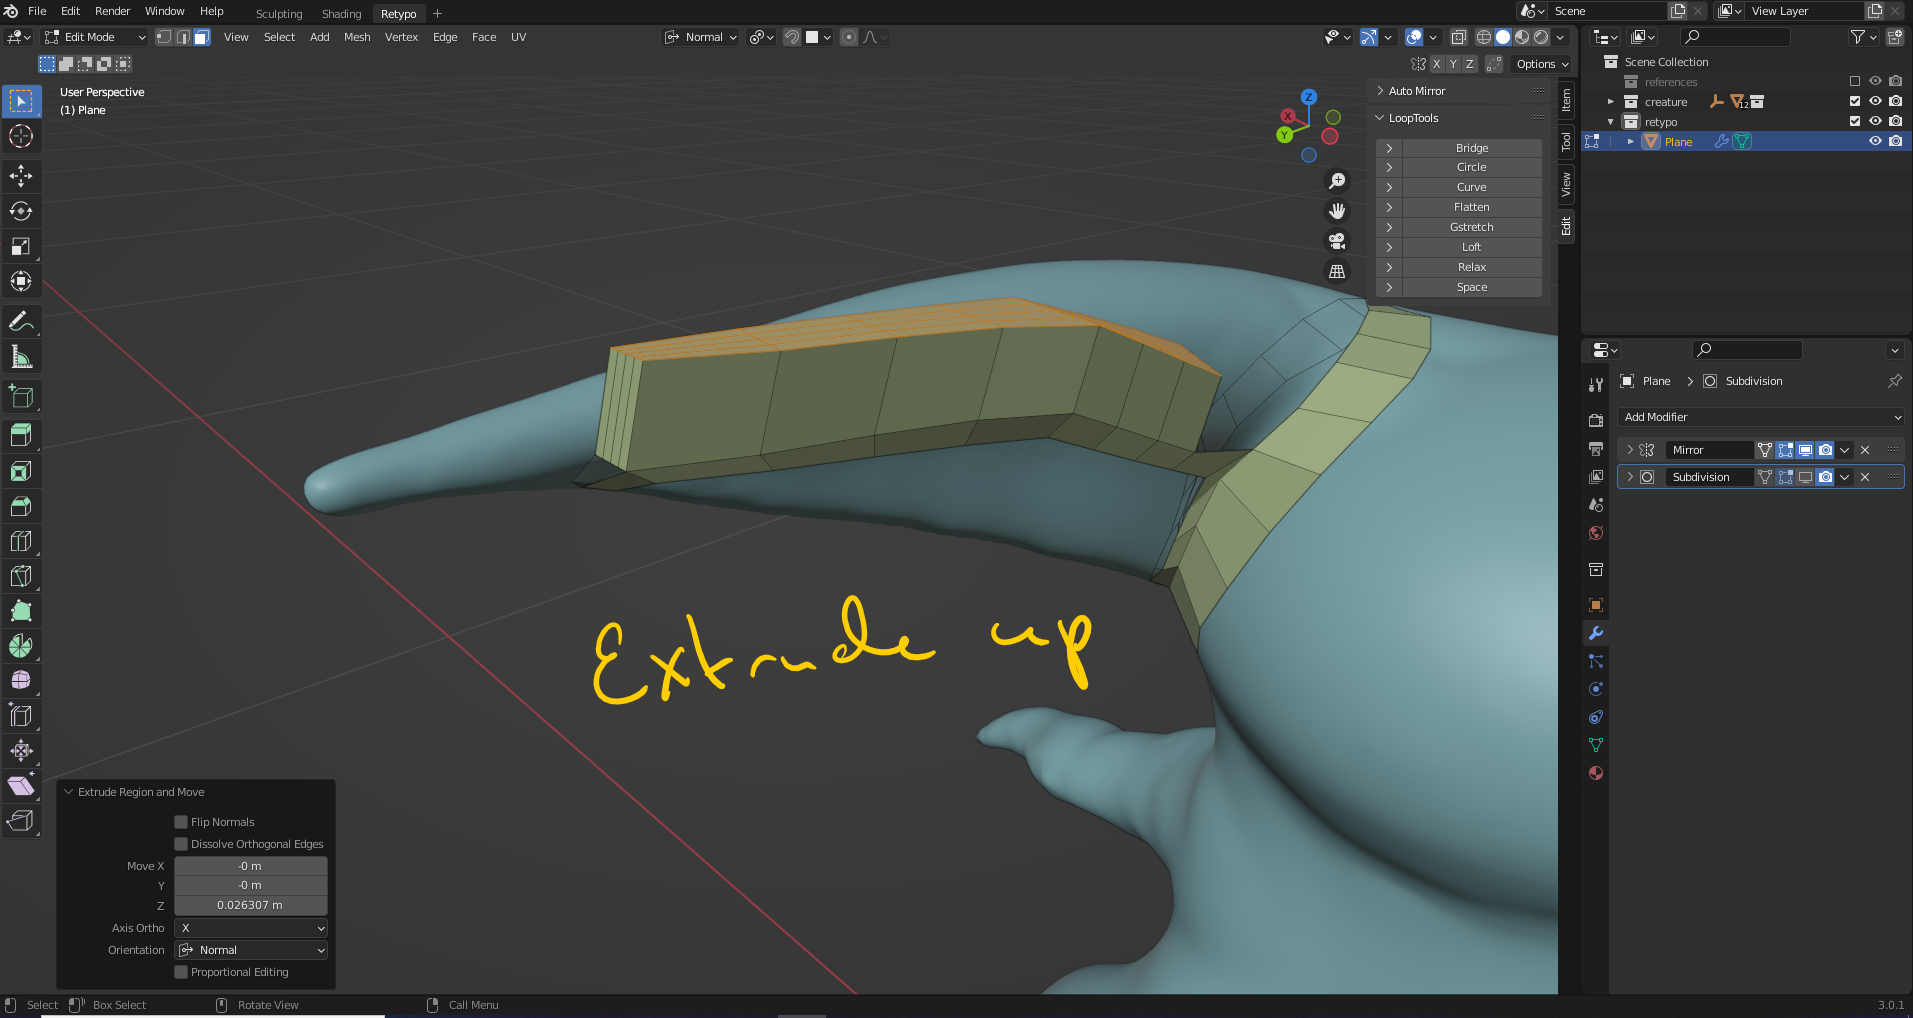 File Edit Render Window Help Sculpting Shading Retypo + Scene View Layer
Edit Mode View Select Add Mesh Vertex Edge Face UV Normal
X Y Z Options
User Perspective
(1) Plane
Z
X
Y
Auto Mirror
LoopTools
Bridge
Circle
Curve
Flatten
Gstretch
Loft
Relax
Space
Item
Tool
View
Edit
Scene Collection
references
creature 12
retypo
Plane
Plane > Subdivision
Add Modifier
Mirror
Subdivision
Extrude up
Extrude Region and Move
Flip Normals
Dissolve Orthogonal Edges
Move X -0 m
Y -0 m
Z 0.026307 m
Axis Ortho X
Orientation Normal
Proportional Editing
Select Box Select Rotate View Call Menu 3.0.1